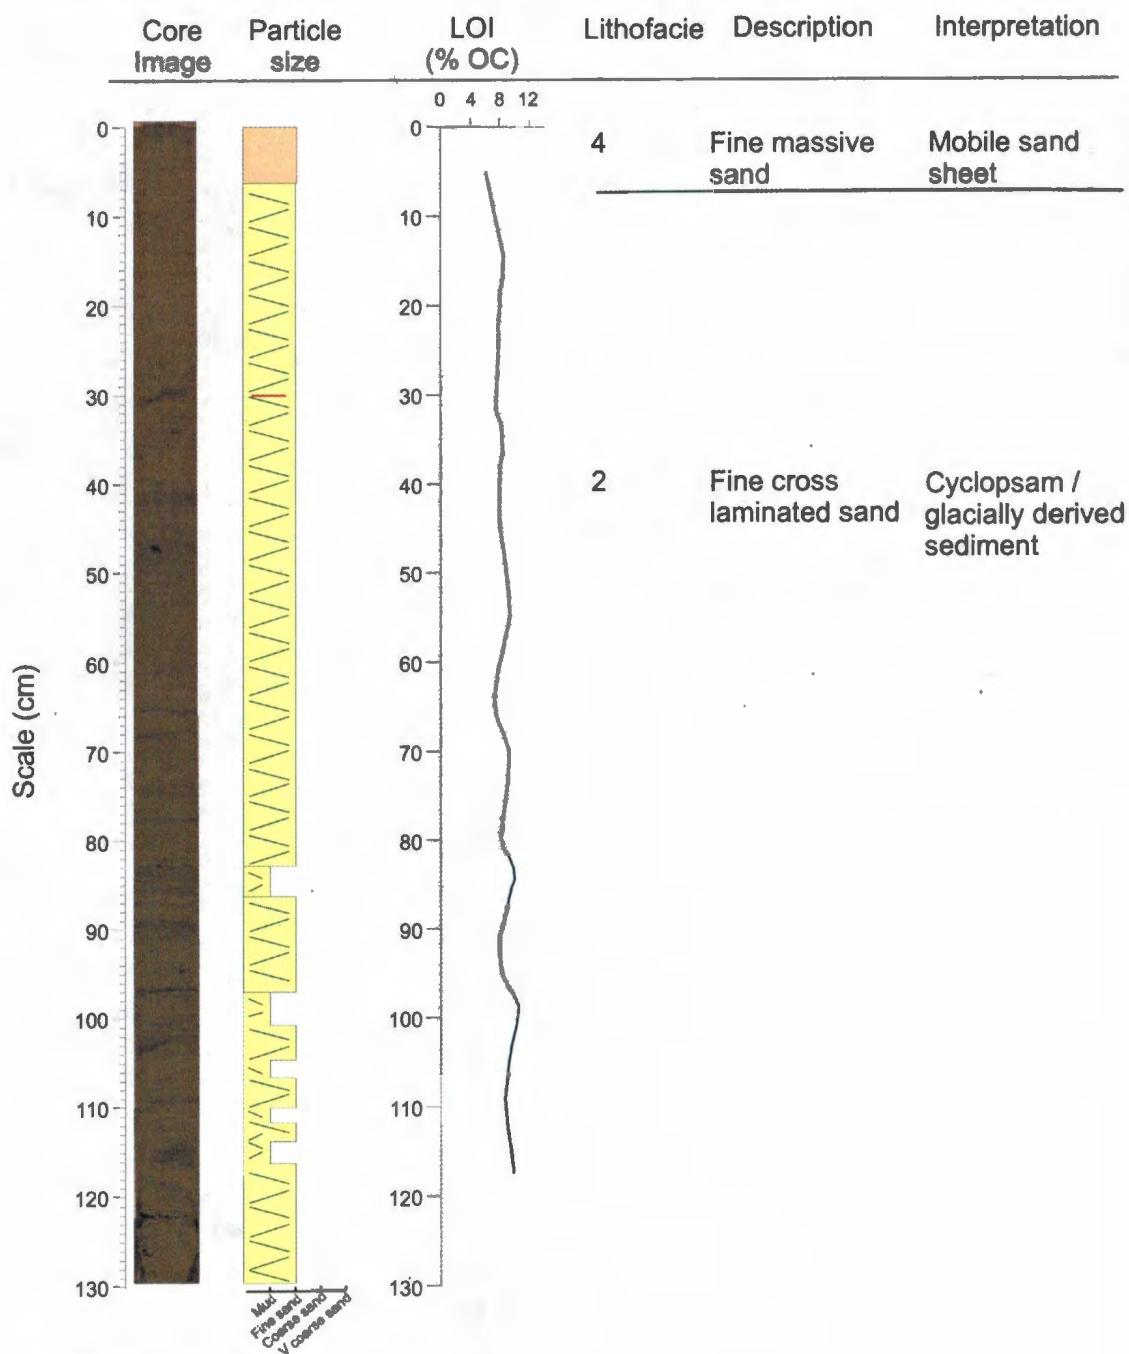 Core Image
Particle size
LOI (% OC)
Lithofacie
Description
Interpretation
0 4 8 12
Scale (cm)
0
10
20
30
40
50
60
70
80
90
100
110
120
130
0
10
20
30
40
50
60
70
80
90
100
110
120
130
4
Fine massive
sand
Mobile sand
sheet
2
Fine cross
laminated sand
Cyclopsam /
glacially derived
sediment
Mud
Fine sand
Coarse sand
V coarse sand